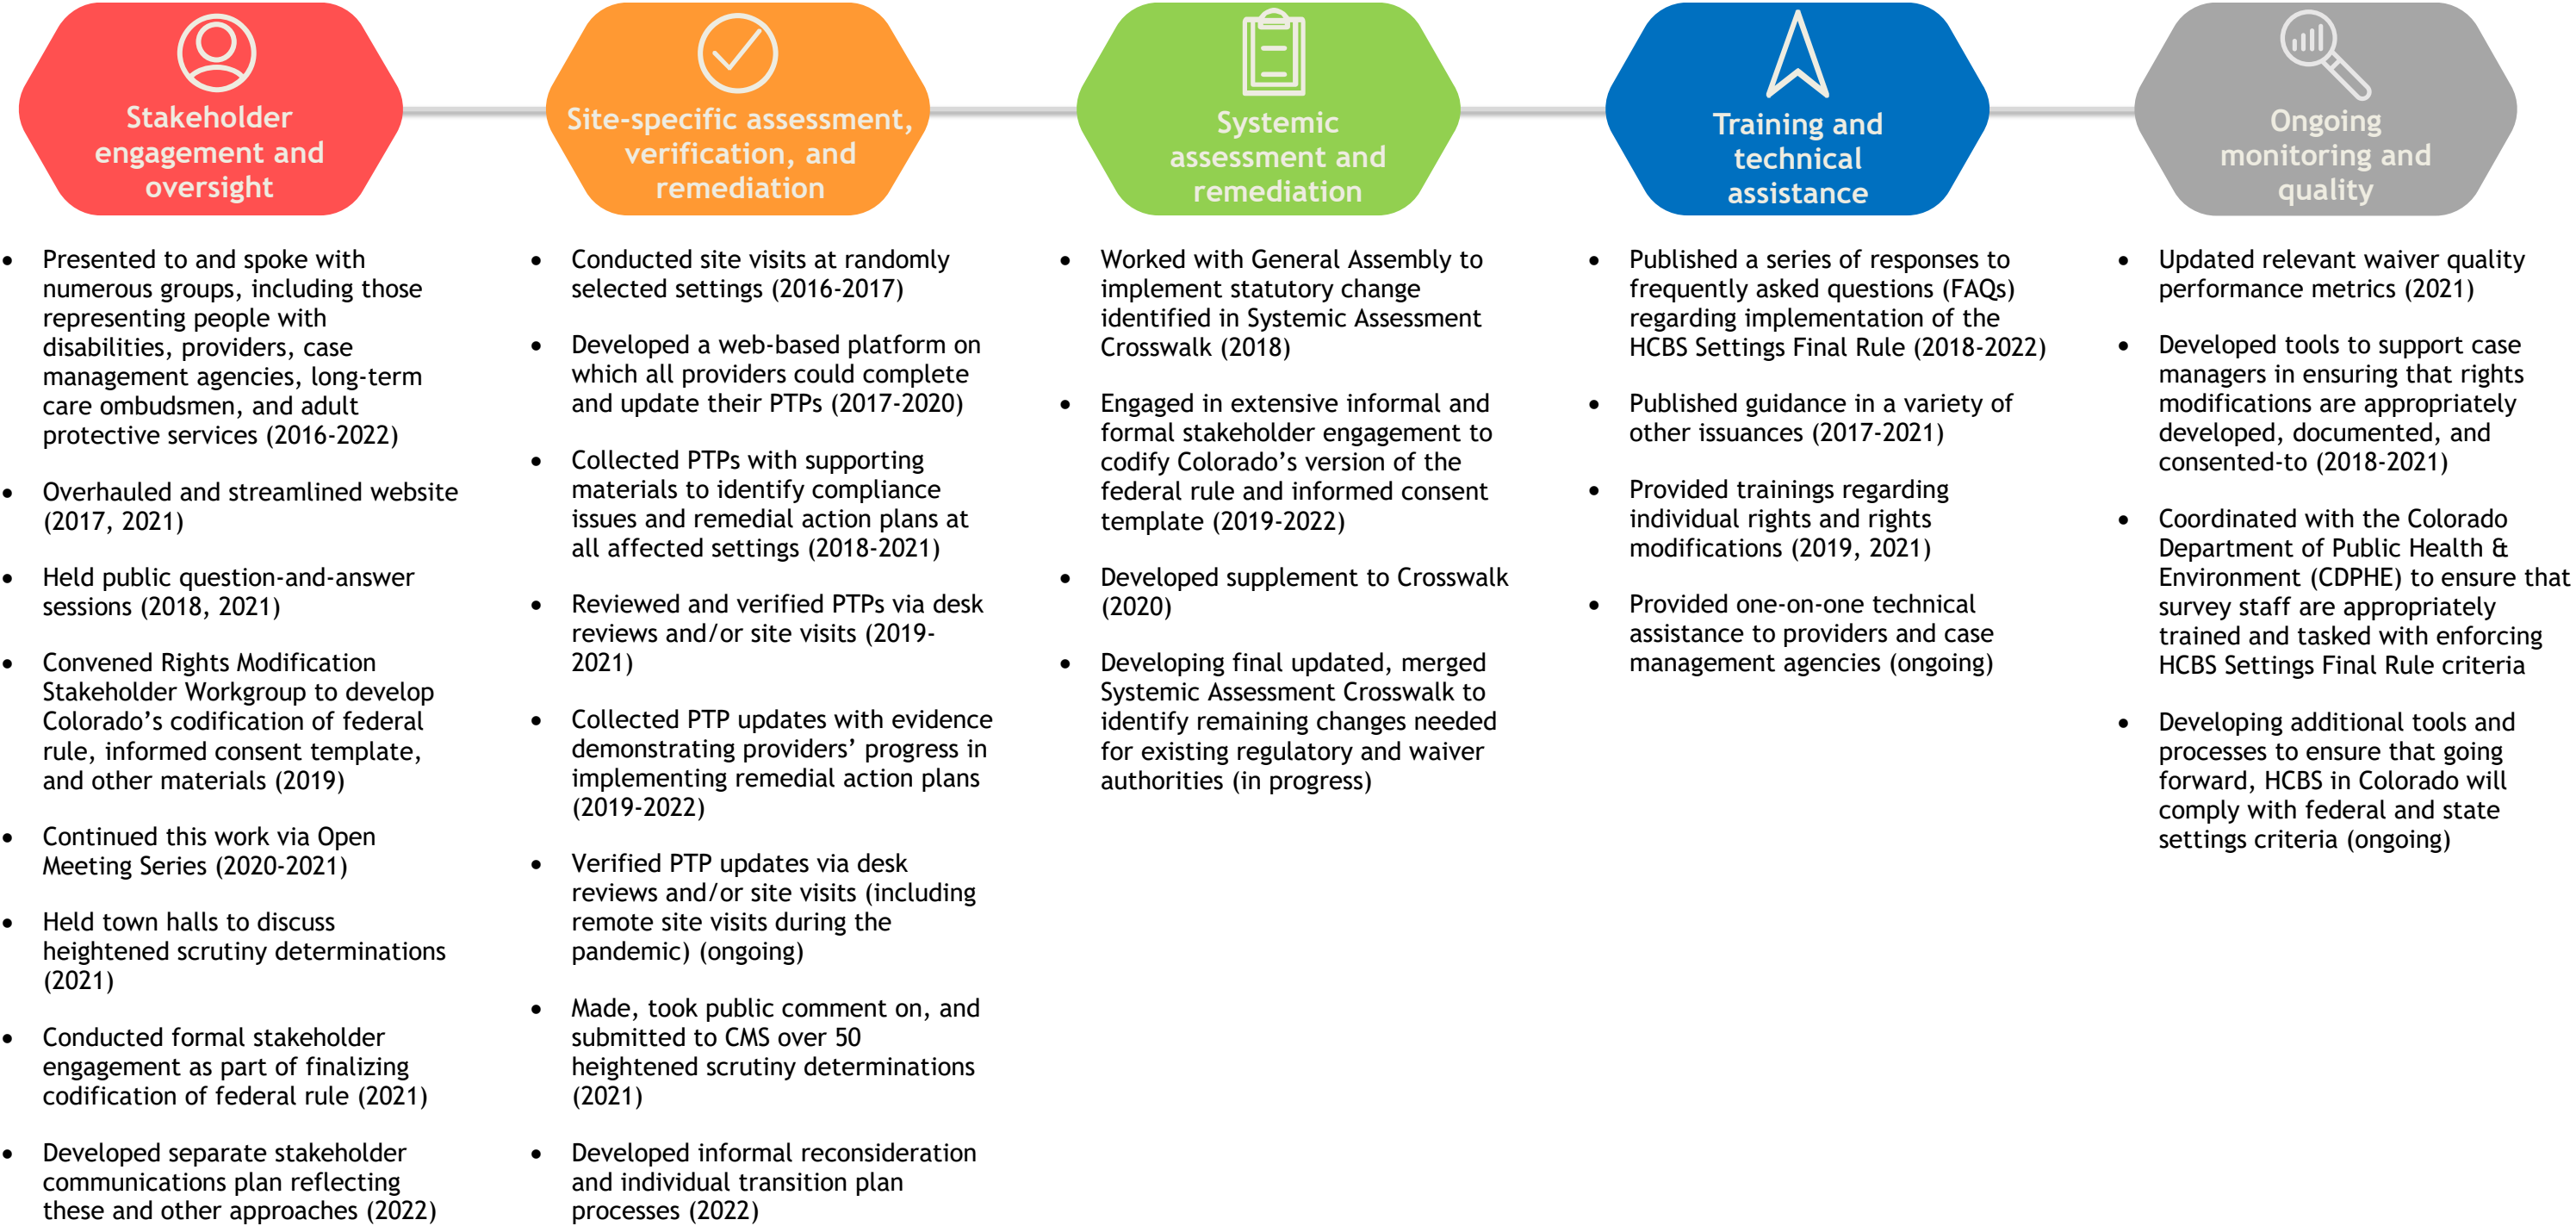 Stakeholder
engagement and
oversight
• Presented to and spoke with
numerous groups, including those
representing people with
disabilities, providers, case
management agencies, long-term
care ombudsmen, and adult
protective services (2016-2022)
• Overhauled and streamlined website
(2017, 2021)
• Held public question-and-answer
sessions (2018, 2021)
• Convened Rights Modification
Stakeholder Workgroup to develop
Colorado’s codification of federal
rule, informed consent template,
and other materials (2019)
• Continued this work via Open
Meeting Series (2020-2021)
• Held town halls to discuss
heightened scrutiny determinations
(2021)
• Conducted formal stakeholder
engagement as part of finalizing
codification of federal rule (2021)
• Developed separate stakeholder
communications plan reflecting
these and other approaches (2022)
Site-specific assessment,
verification, and
remediation
• Conducted site visits at randomly
selected settings (2016-2017)
• Developed a web-based platform on
which all providers could complete
and update their PTPs (2017-2020)
• Collected PTPs with supporting
materials to identify compliance
issues and remedial action plans at
all affected settings (2018-2021)
• Reviewed and verified PTPs via desk
reviews and/or site visits (2019-
2021)
• Collected PTP updates with evidence
demonstrating providers’ progress in
implementing remedial action plans
(2019-2022)
• Verified PTP updates via desk
reviews and/or site visits (including
remote site visits during the
pandemic) (ongoing)
• Made, took public comment on, and
submitted to CMS over 50
heightened scrutiny determinations
(2021)
• Developed informal reconsideration
and individual transition plan
processes (2022)
Systemic
assessment and
remediation
• Worked with General Assembly to
implement statutory change
identified in Systemic Assessment
Crosswalk (2018)
• Engaged in extensive informal and
formal stakeholder engagement to
codify Colorado’s version of the
federal rule and informed consent
template (2019-2022)
• Developed supplement to Crosswalk
(2020)
• Developing final updated, merged
Systemic Assessment Crosswalk to
identify remaining changes needed
for existing regulatory and waiver
authorities (in progress)
Training and
technical
assistance
• Published a series of responses to
frequently asked questions (FAQs)
regarding implementation of the
HCBS Settings Final Rule (2018-2022)
• Published guidance in a variety of
other issuances (2017-2021)
• Provided trainings regarding
individual rights and rights
modifications (2019, 2021)
• Provided one-on-one technical
assistance to providers and case
management agencies (ongoing)
Ongoing
monitoring and
quality
• Updated relevant waiver quality
performance metrics (2021)
• Developed tools to support case
managers in ensuring that rights
modifications are appropriately
developed, documented, and
consented-to (2018-2021)
• Coordinated with the Colorado
Department of Public Health &
Environment (CDPHE) to ensure that
survey staff are appropriately
trained and tasked with enforcing
HCBS Settings Final Rule criteria
• Developing additional tools and
processes to ensure that going
forward, HCBS in Colorado will
comply with federal and state
settings criteria (ongoing)